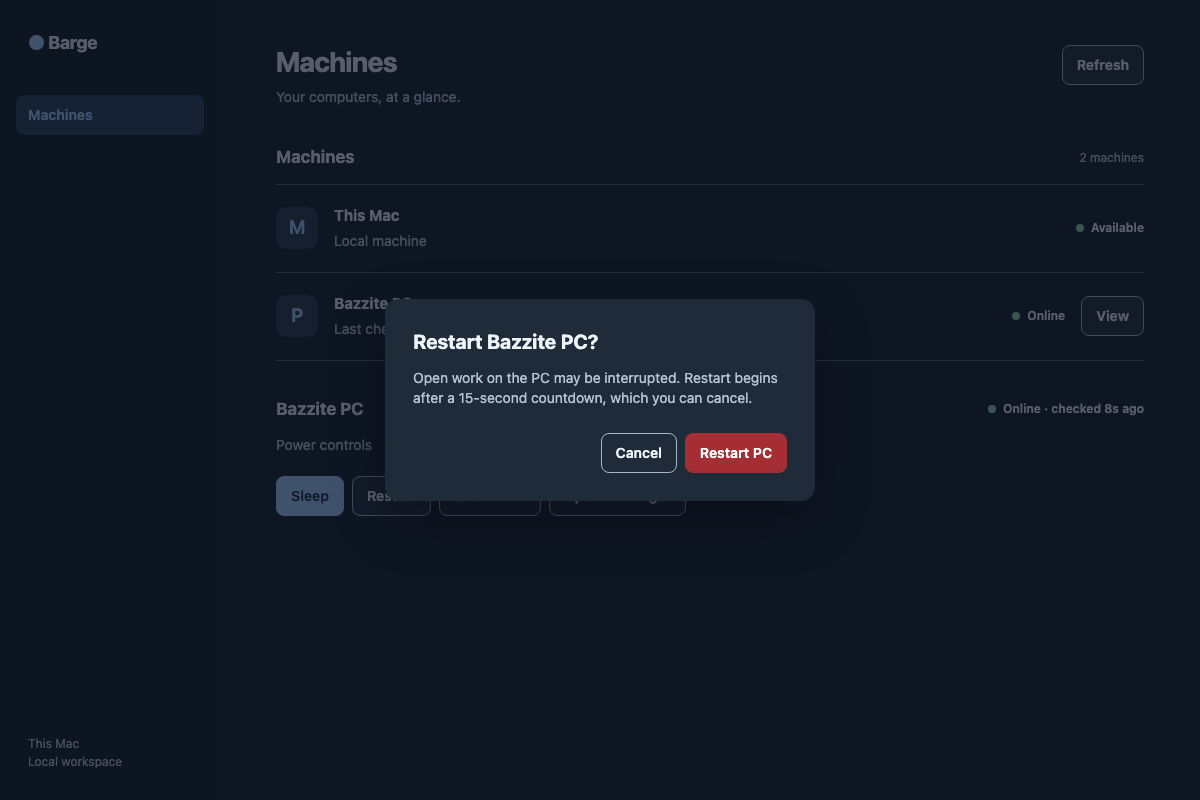 Barge
Machines
Your computers, at a glance.
Refresh
Machines
Machines
2 machines
M
This Mac
Local machine
Available
P
Bazzite
Last
Online
View
Restart Bazzite PC?
Open work on the PC may be interrupted. Restart begins
after a 15-second countdown, which you can cancel.
Cancel
Restart PC
Bazzite PC
Online · checked 8s ago
Power controls
Sleep
This Mac
Local workspace